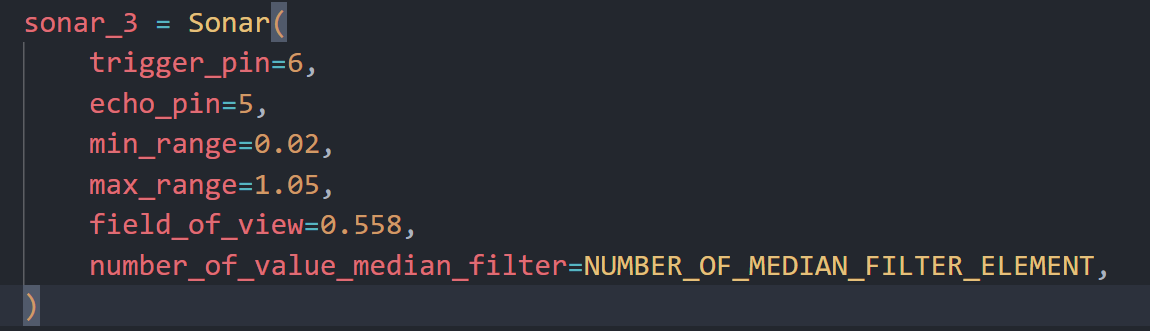 sonar_3 = Sonar(
    trigger_pin=6,
    echo_pin=5,
    min_range=0.02,
    max_range=1.05,
    field_of_view=0.558,
    number_of_value_median_filter=NUMBER_OF_MEDIAN_FILTER_ELEMENT,
)